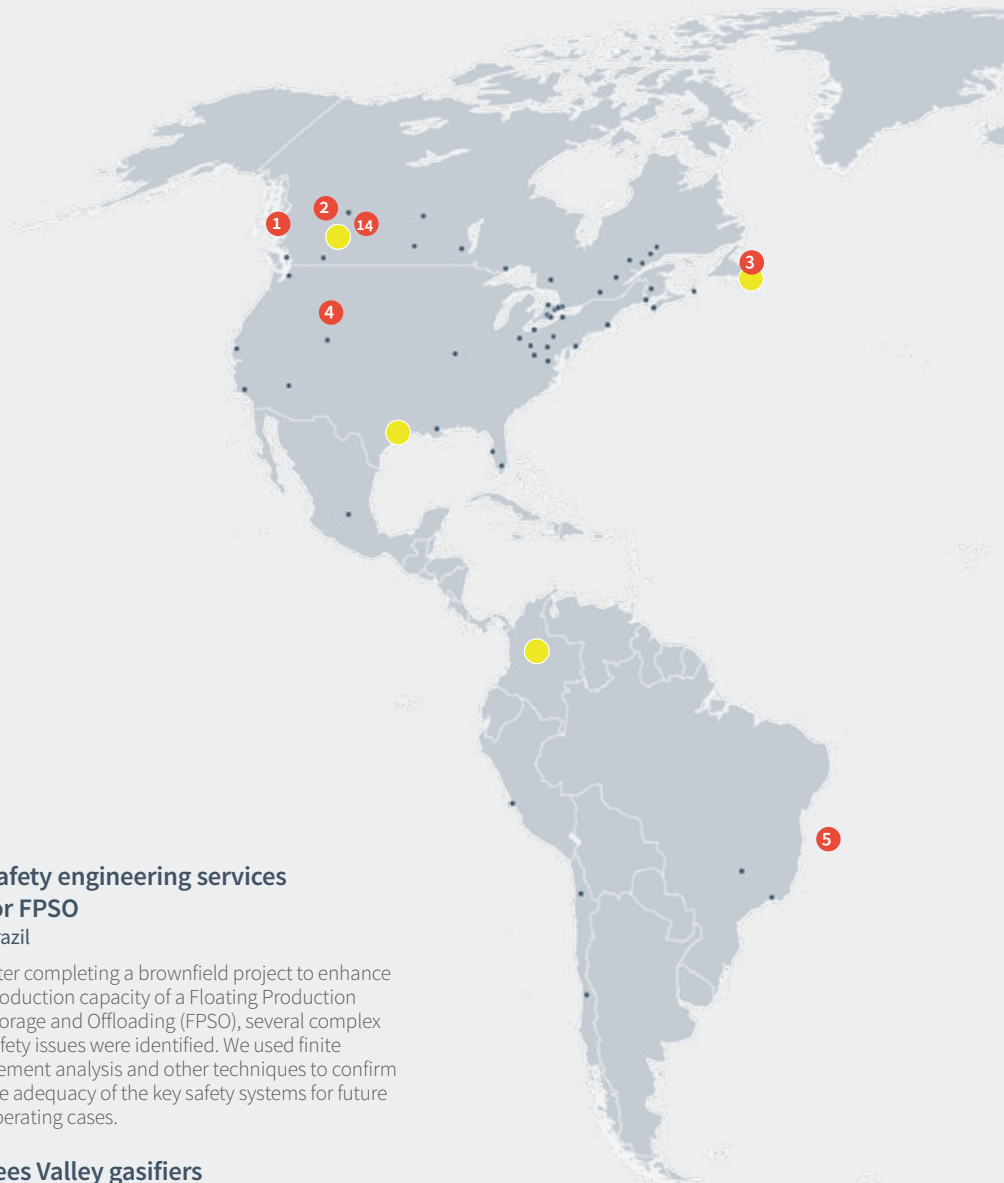 2
1
14
3
4
5
afety engineering services
or FPSO
razil
ter completing a brownfield project to enhance
oduction capacity of a Floating Production
orage and Offloading (FPSO), several complex
fety issues were identified. We used finite
ement analysis and other techniques to confirm
e adequacy of the key safety systems for future
perating cases.
ees Valley gasifiers